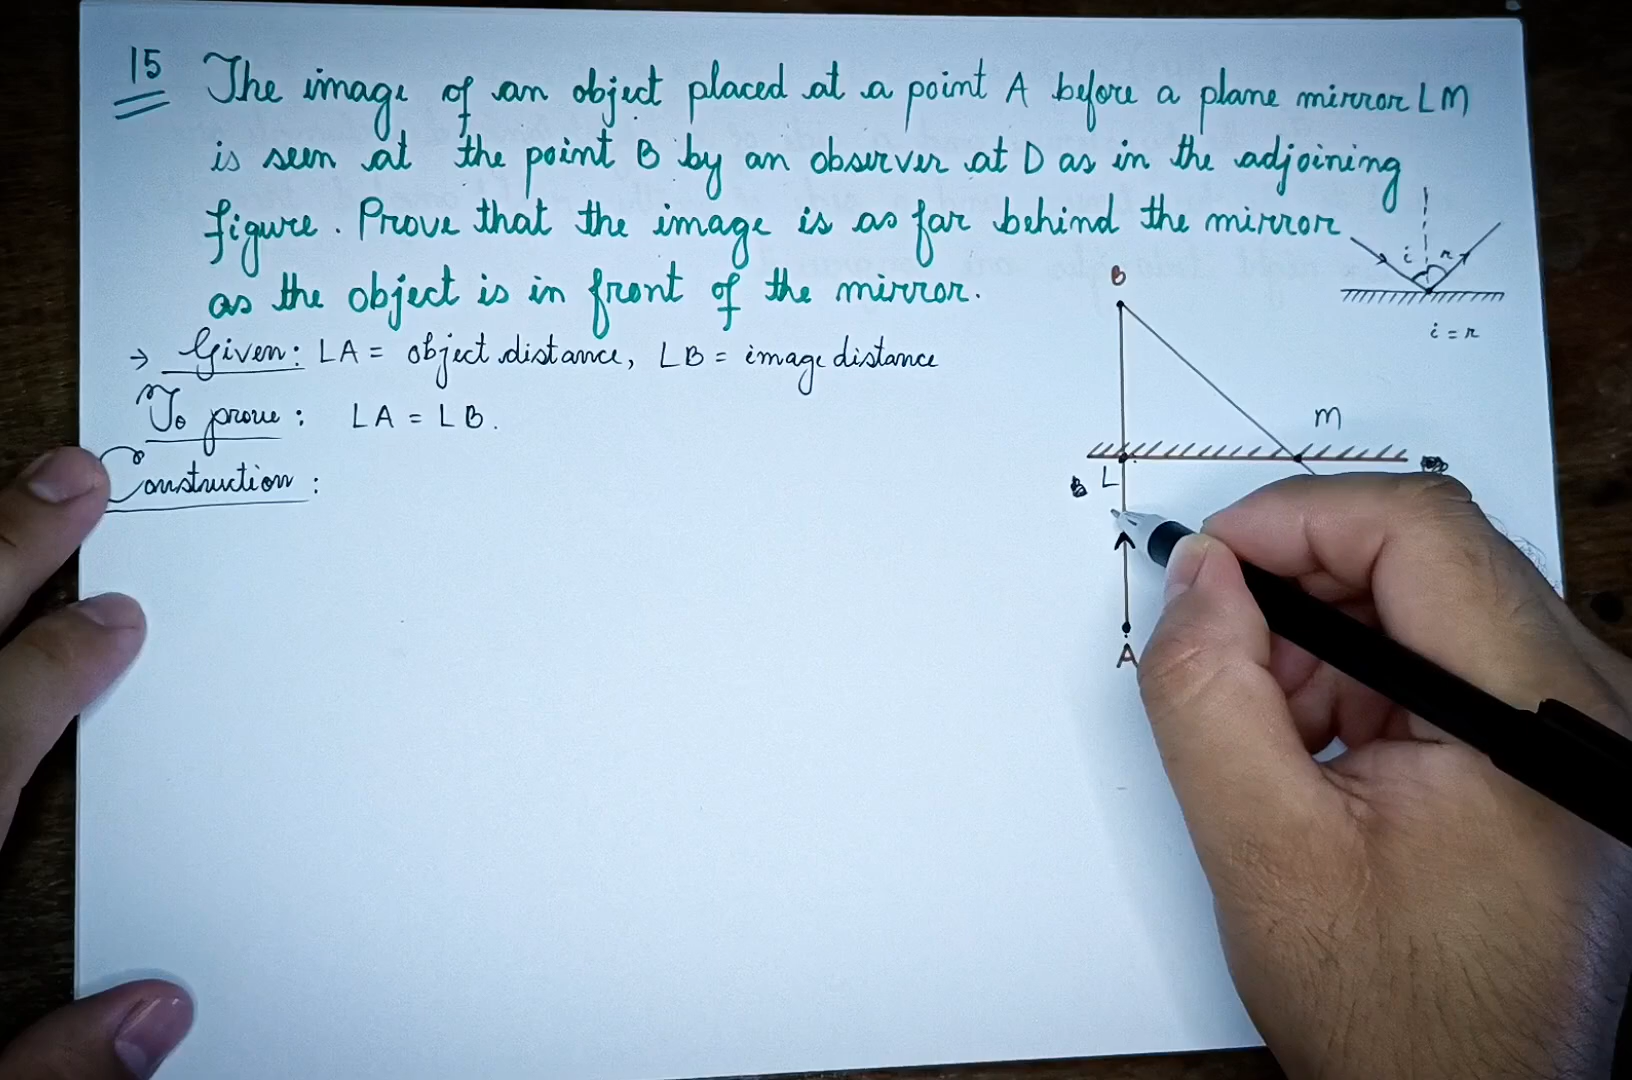 15 The image of an object placed at a point A before a plane mirror LM
is seen at the point B by an observer at D as in the adjoining
figure. Prove that the image is as far behind the mirror
as the object is in front of the mirror.
i r
i = r
→ Given: LA = object distance, LB = image distance
To prove: LA = LB.
Construction:
B
M
L
A